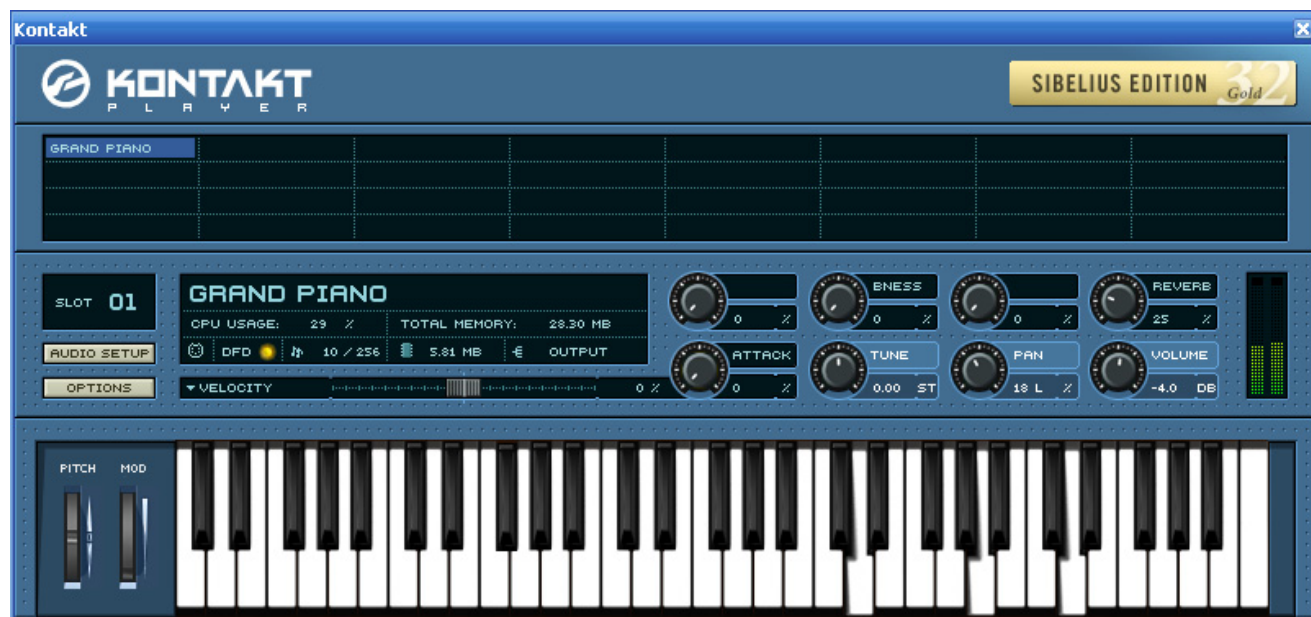 Kontakt
KONTAKT
PLAYER
SIBELIUS EDITION 32 Gold
GRAND PIANO
SLOT 01
AUDIO SETUP
OPTIONS
GRAND PIANO
CPU USAGE: 29 % TOTAL MEMORY: 28.30 MB
DFD 10 / 256 5.81 MB OUTPUT
VELOCITY 0 %
0 %
BNESS
0 %
0 %
REVERB
25 %
ATTACK
0 %
TUNE
0.00 ST
PAN
18 L %
VOLUME
-4.0 DB
PITCH MOD